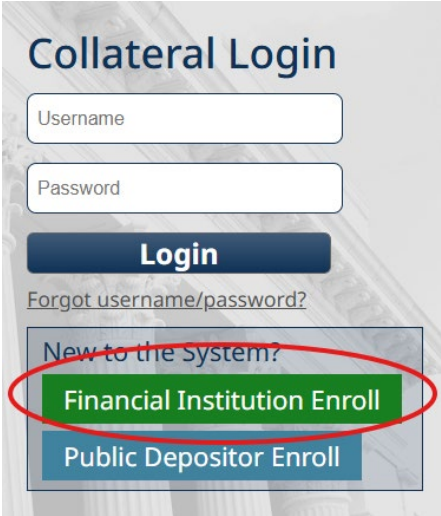 Collateral Login
Username
Password
Login
Forgot username/password?
New to the System?
Financial Institution Enroll
Public Depositor Enroll